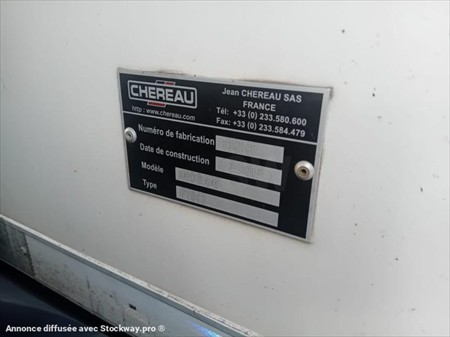 CHEREAU
http : www.chereau.com
Jean CHEREAU SAS
FRANCE
Tél: +33 (0) 233.580.600
Fax: +33 (0) 233.584.479
Numéro de fabrication
Date de construction
Modèle
Type
Annonce diffusée avec Stockway.pro ®